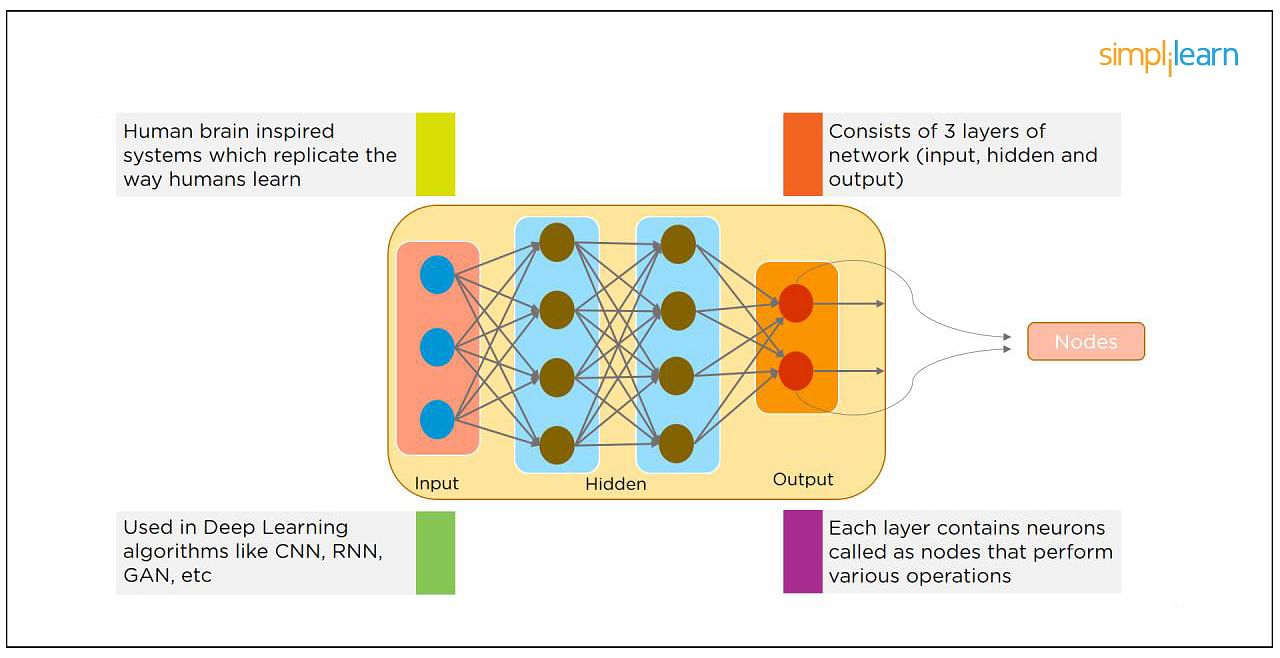 simplilearn
Human brain inspired
systems which replicate the
way humans learn
Consists of 3 layers of
network (input, hidden and
output)
Nodes
Input
Hidden
Output
Used in Deep Learning
algorithms like CNN, RNN,
GAN, etc
Each layer contains neurons
called as nodes that perform
various operations